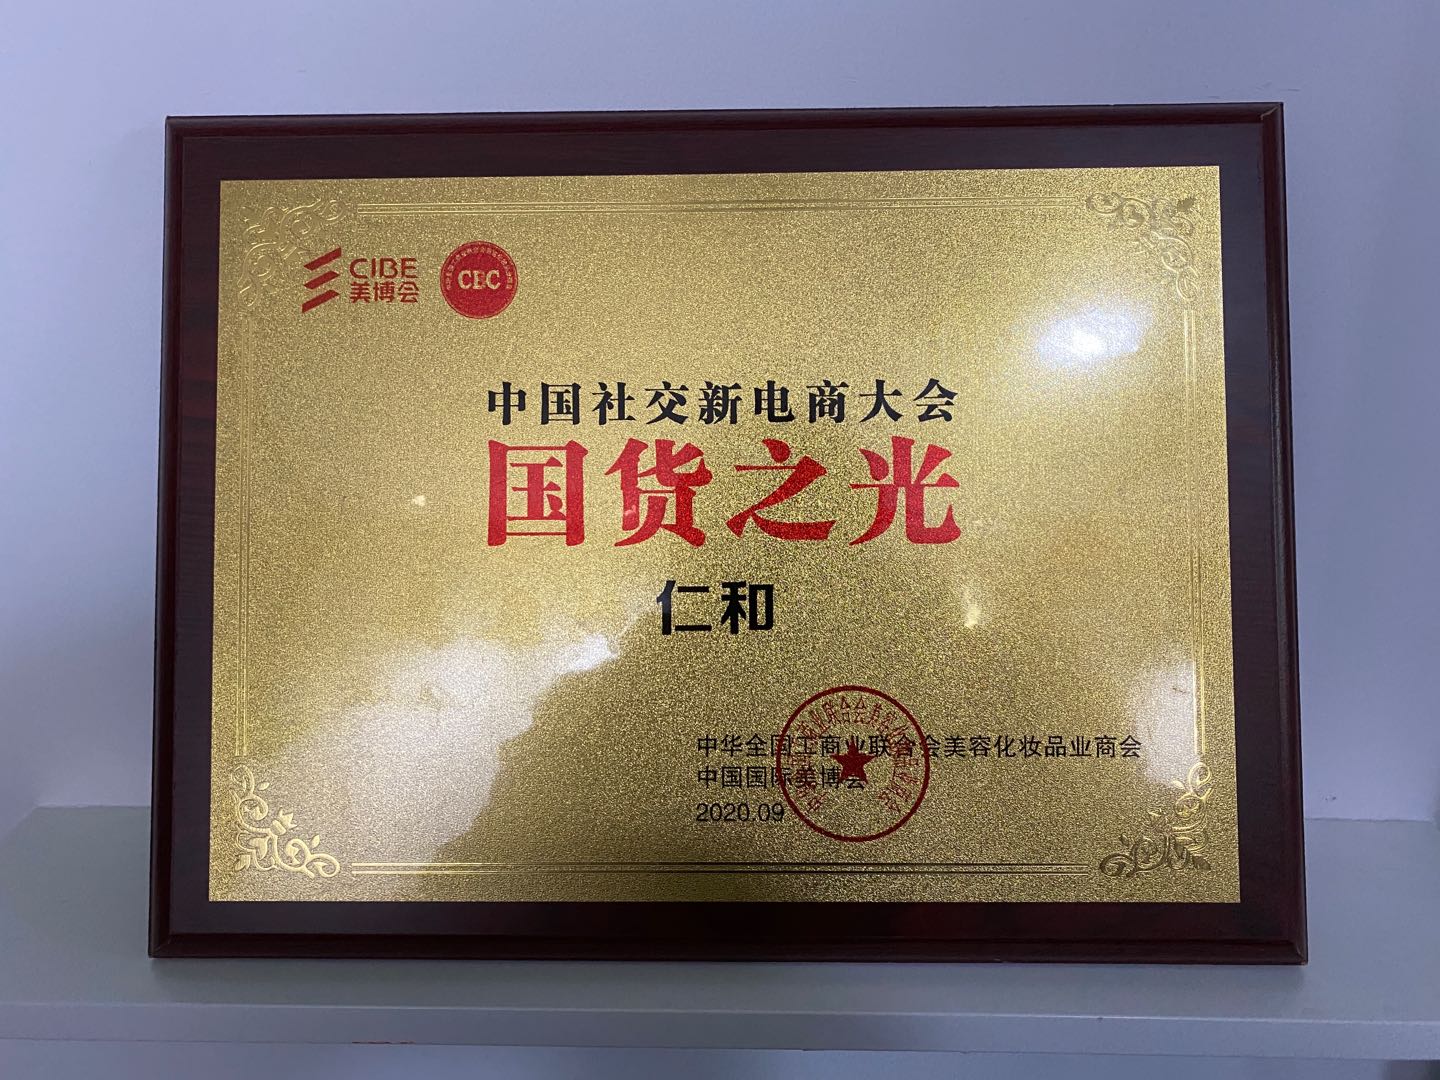 CIBE
美博会
CBC
中国社交新电商大会
国货之光
仁和
中华全国工商业联合会美容化妆品业商会
中国国际美博会
2020.09